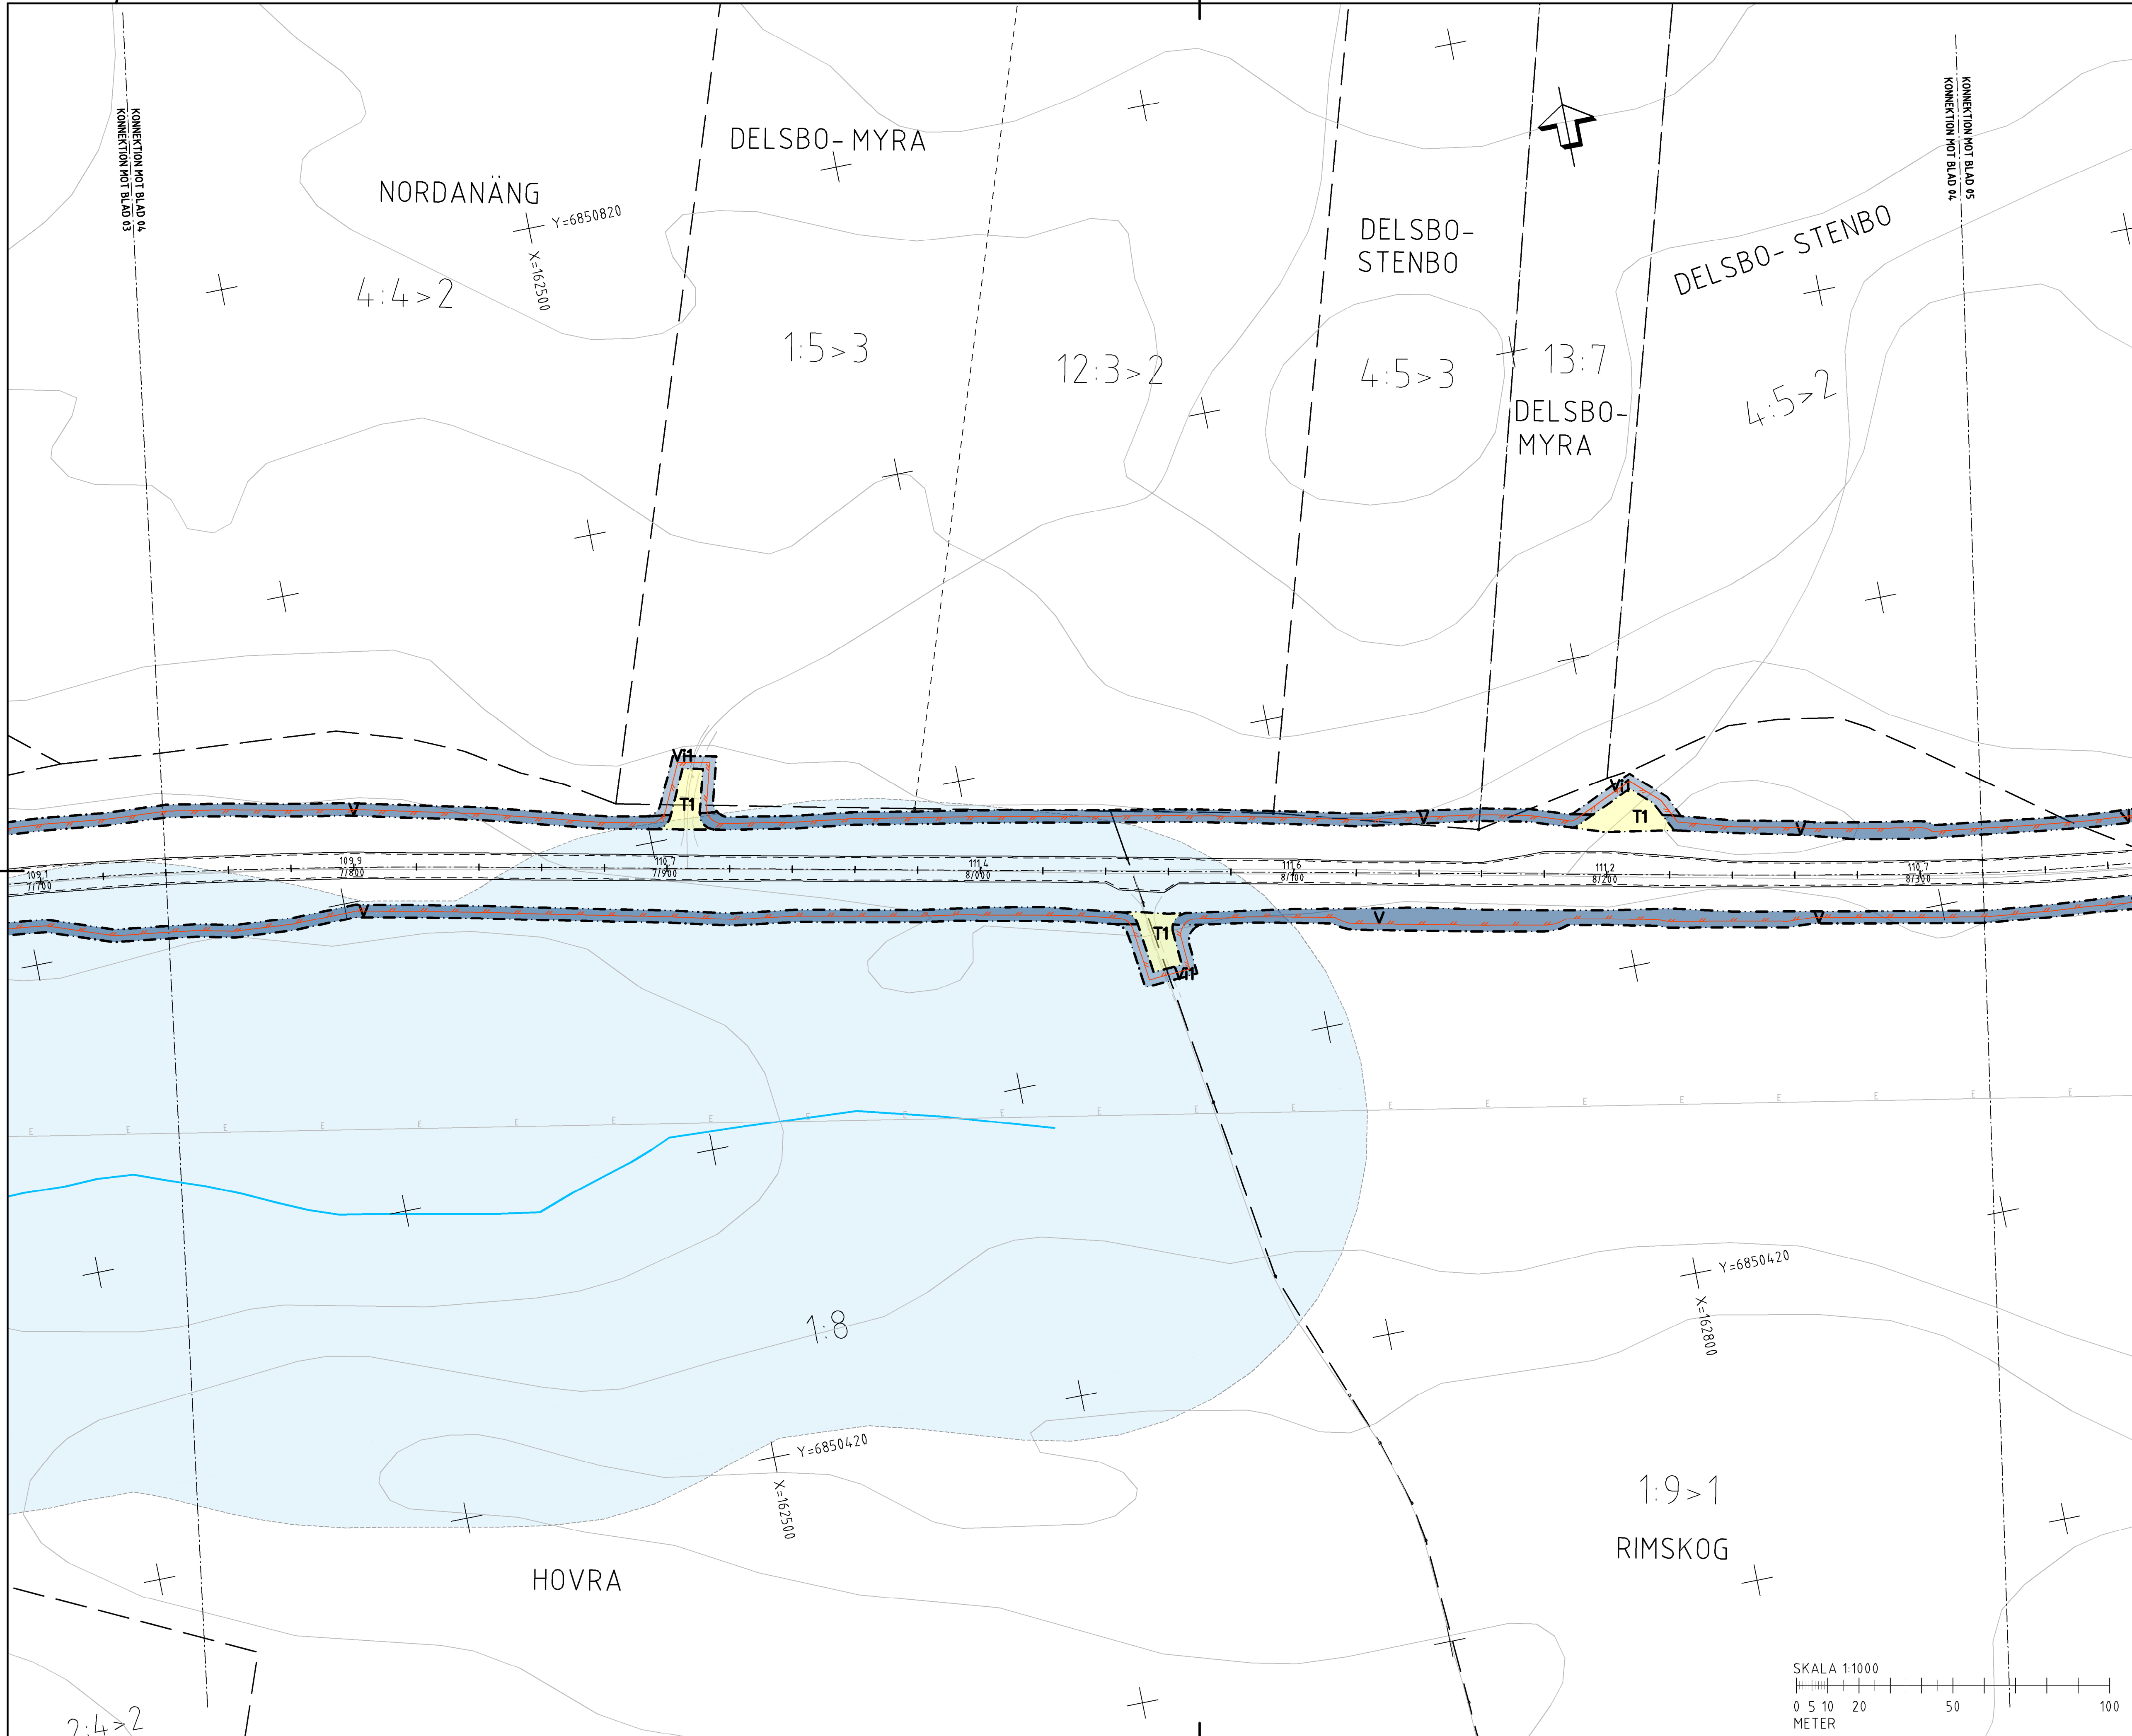 KONNEKTION MOT BLAD 04
KONNEKTION MOT BLAD 03
KONNEKTION MOT BLAD 05
KONNEKTION MOT BLAD 04
DELSBO-MYRA
NORDANÄNG
Y=6850820
X=162500
4:4>2
1:5>3
12:3>2
DELSBO-
STENBO
4:5>3
13:7
DELSBO-
MYRA
DELSBO- STENBO
4:5>2
Vi1
T1
Vi1
T1
V
V
V
V
109,1
7/700
109,9
7/800
110,7
7/900
111,4
8/000
111,6
8/100
111,2
8/200
110,7
8/300
V
T1
Vi1
V
V
E E E E E E E E E E E E E E E E E E E E E E
Y=6850420
X=162800
1:8
Y=6850420
X=162500
1:9>1
RIMSKOG
HOVRA
2:4>2
SKALA 1:1000
0 5 10 20 50 100
METER